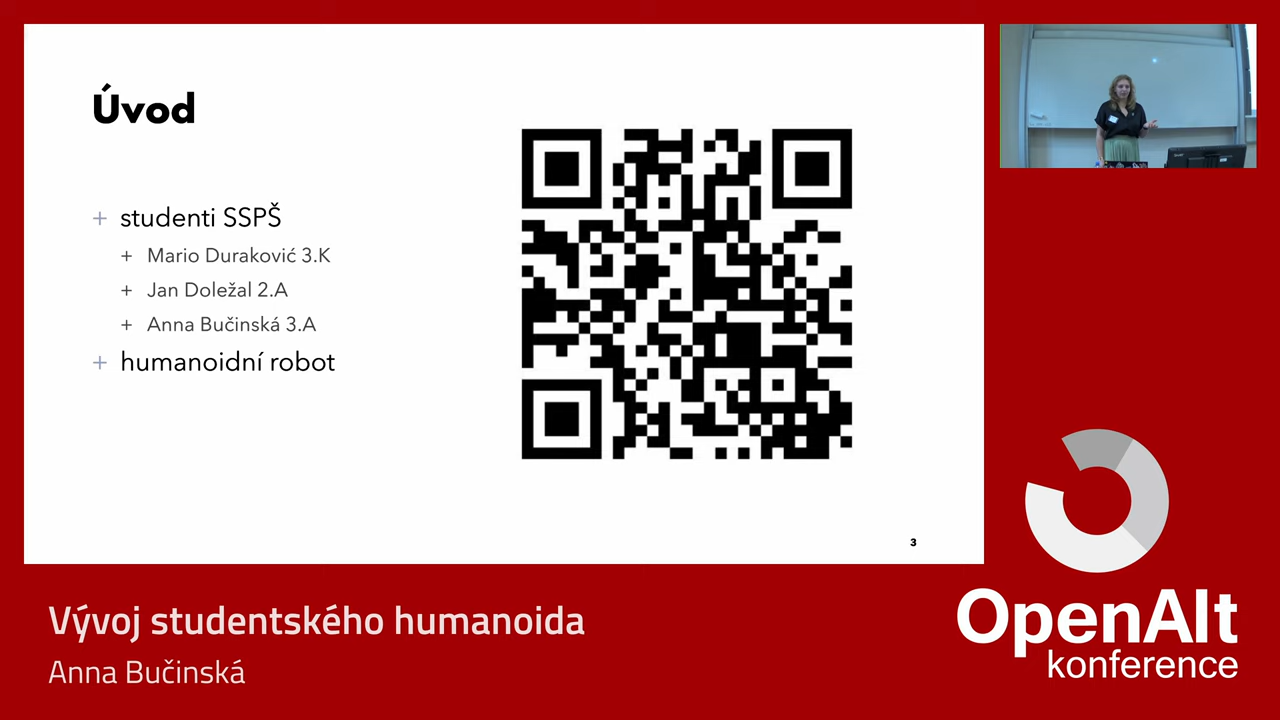 Úvod
+ studenti SSPŠ
+ Mario Duraković 3.K
+ Jan Doležal 2.A
+ Anna Bučinská 3.A
+ humanoidní robot
3
Vývoj studentského humanoida
Anna Bučinská
OpenAlt
konference